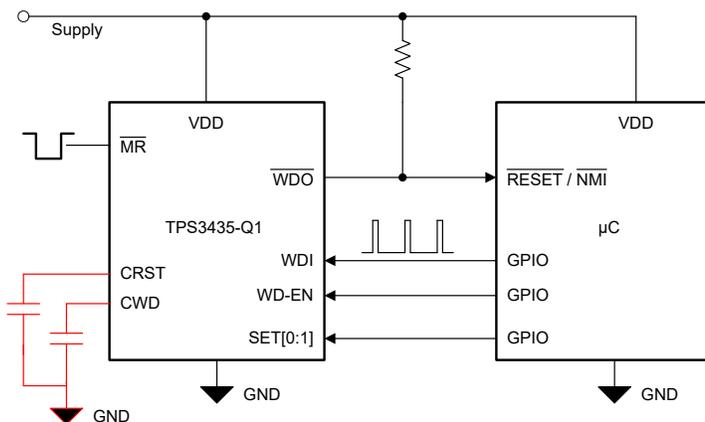 Supply
VDD
VDD
MR
WDO
RESET / NMI
TPS3435-Q1
µC
WDI
GPIO
CRST
CWD
WD-EN
GPIO
SET[0:1]
GPIO
GND
GND
GND